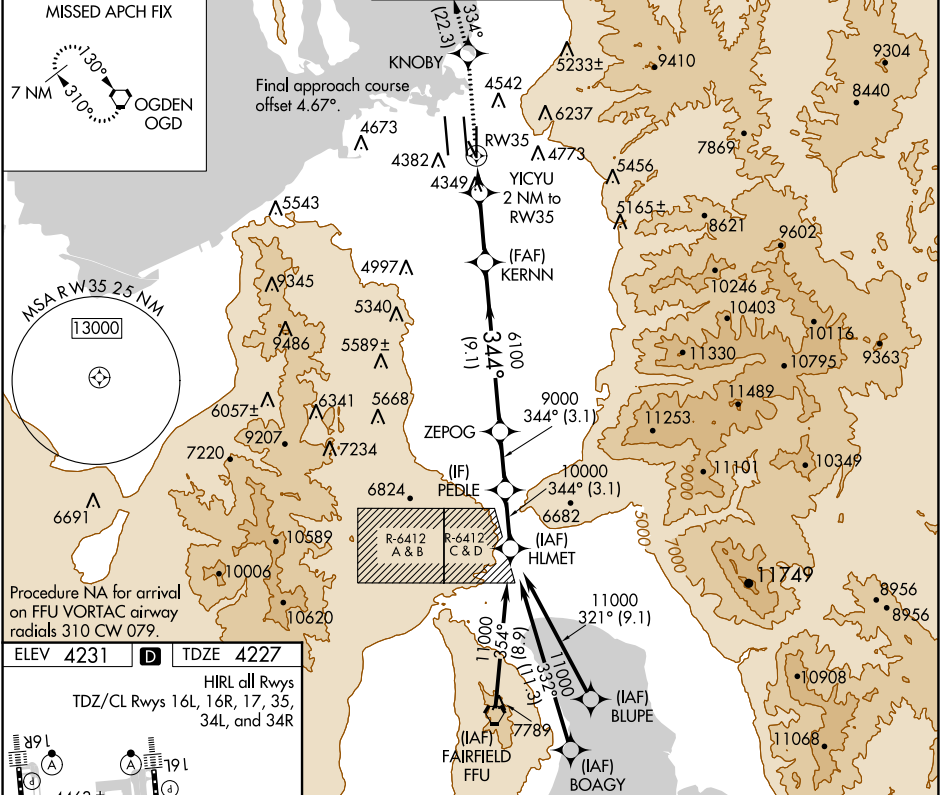 MISSED APCH FIX
130°
310°
7 NM
OGDEN
OGD
334°
(22.3)
KNOBY
Final approach course
offset 4.67°.
5233±
9410
9304
8440
4542
6237
7869
4673
4382
RW35
4773
4349
YICYU
2 NM to
RW35
5456
5165±
8621
9602
5543
(FAF)
KERNN
4997
10246
9345
MSA RW35 25 NM
13000
5340
10403
10116
9486
5589±
6100
344°
(9.1)
11330
10795
9363
6057±
6341
5668
11489
9000
344° (3.1)
11253
ZEPOG
9207
7234
7220
10349
11101
(IF)
PEDLE
10000
344° (3.1)
6824
6682
9000
6691
R-6412
A & B
R-6412
C & D
(IAF)
HLMET
5000
7000
10589
10006
11749
Procedure NA for arrival
on FFU VORTAC airway
radials 310 CW 079.
10620
11000
321° (9.1)
8956
8956
11000
354°
(8.9)
11000
332°
(11.3)
ELEV 4231
D
TDZE 4227
HIRL all Rwys
TDZ/CL Rwys 16L, 16R, 17, 35,
34L, and 34R
10908
(IAF)
BLUPE
7789
(IAF)
FAIRFIELD
FFU
11068
(IAF)
BOAGY
16R
A
A
16L
P
P